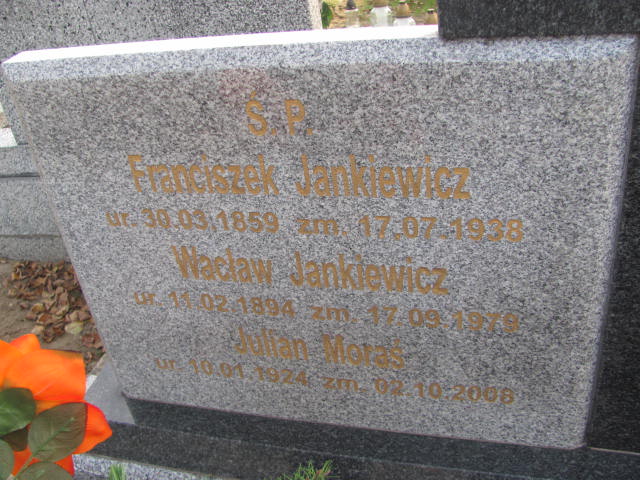 Ś. P.
Franciszek Jankiewicz
ur. 30.03.1859 zm. 17.07.1938
Wacław Jankiewicz
ur. 11.02.1894 zm. 17.09.1979
Julian Moraś
ur. 10.01.1924 zm. 02.10.2008